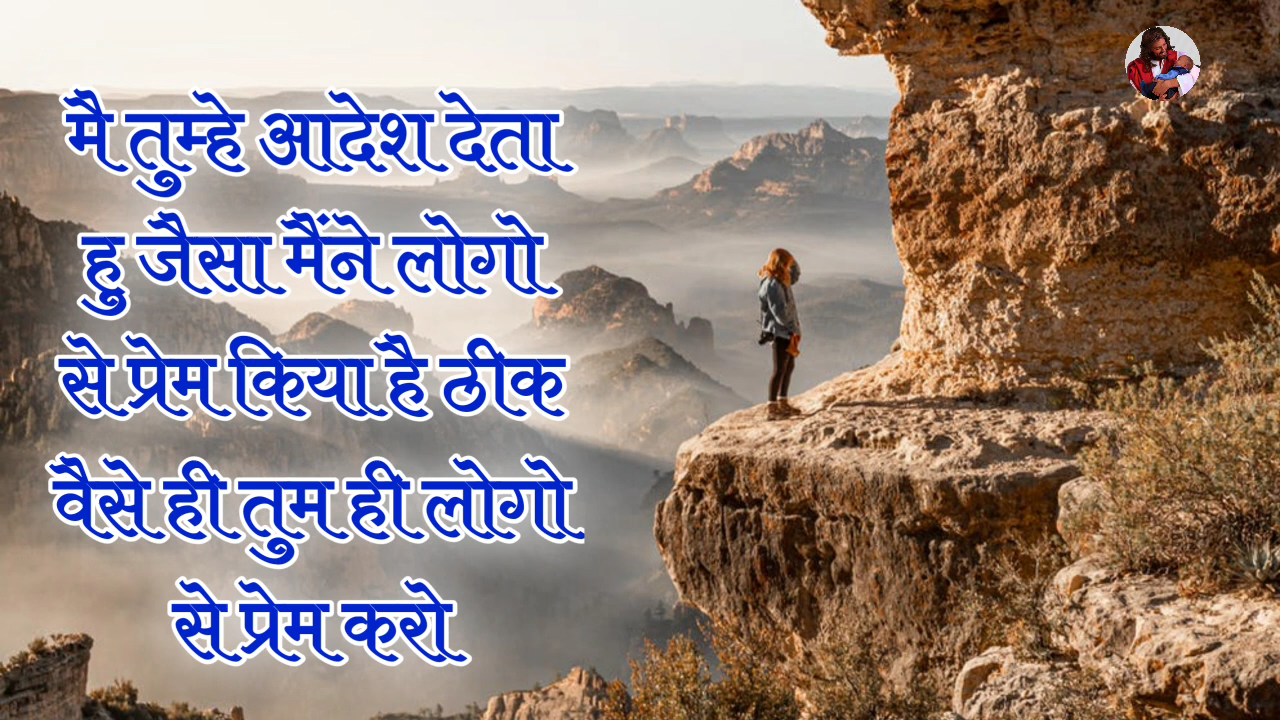 मै तुम्हे आदेश देता
हु जैसा मैंने लोगो
से प्रेम किया है ठीक
वैसे ही तुम ही लोगो
से प्रेम करो